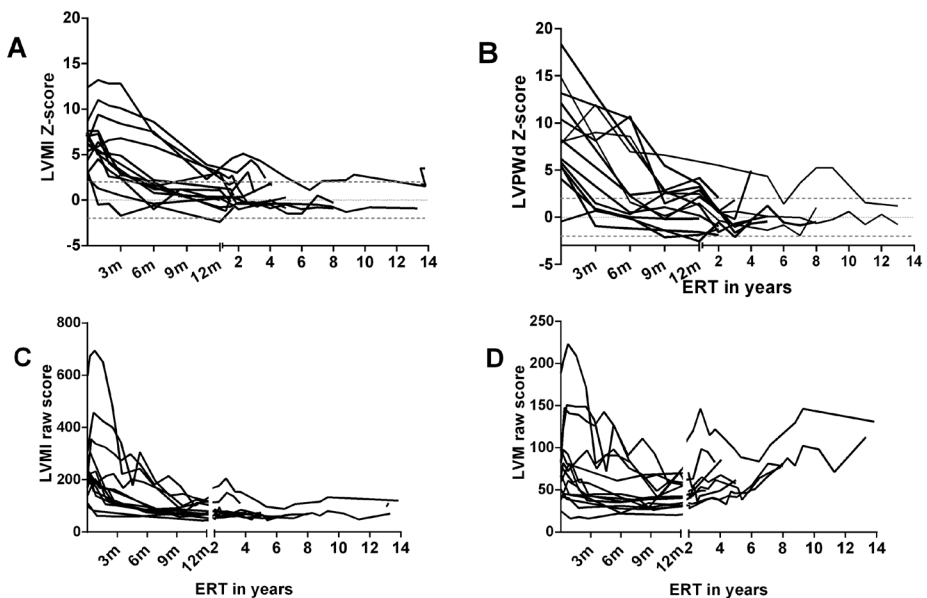 A
LVMI Z-score
20
15
10
5
0
-5
3m 6m 9m 12m 2 4 6 8 10 12 14
B
LVPWd Z-score
20
15
10
5
0
-5
3m 6m 9m 12m 2 4 6 8 10 12 14
ERT in years
C
LVMI raw score
800
600
400
200
0
3m 6m 9m 12m 2 4 6 8 10 12 14
ERT in years
D
LVM raw score
250
200
150
100
50
0
3m 6m 9m 12m 2 4 6 8 10 12 14
ERT in years